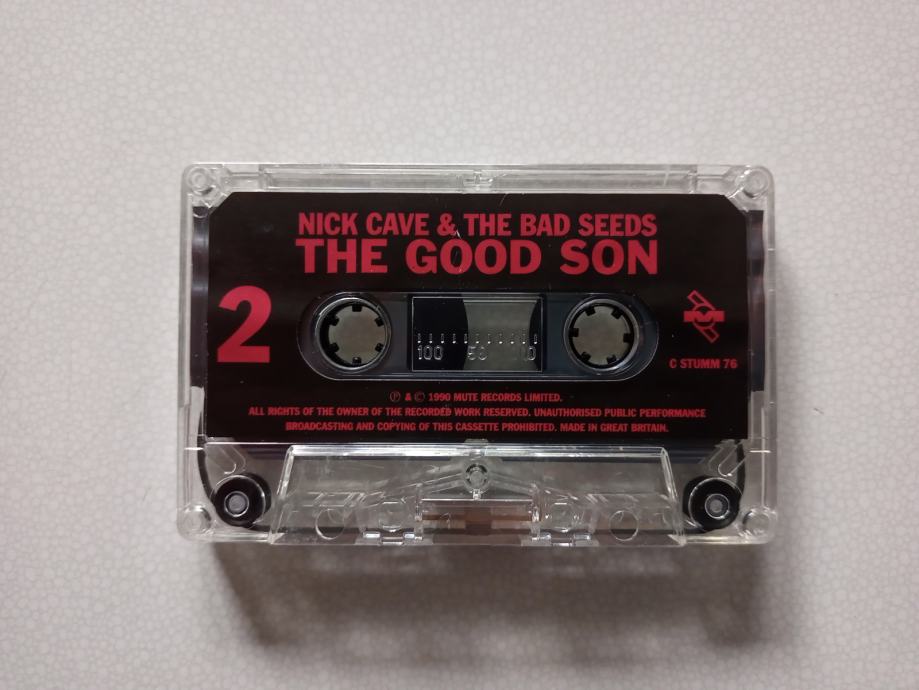 NICK CAVE & THE BAD SEEDS
THE GOOD SON
2
100 50 10
C STUMM 76
℗ & © 1990 MUTE RECORDS LIMITED.
ALL RIGHTS OF THE OWNER OF THE RECORDED WORK RESERVED. UNAUTHORISED PUBLIC PERFORMANCE
BROADCASTING AND COPYING OF THIS CASSETTE PROHIBITED. MADE IN GREAT BRITAIN.